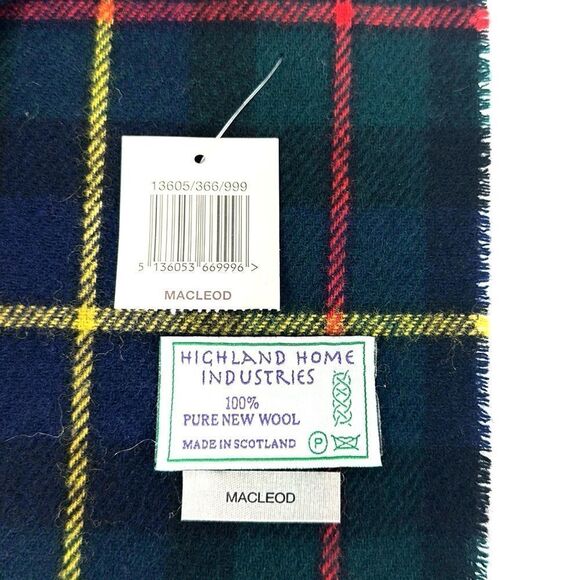 13605/366/999
5 136053 669996 >
MACLEOD
HIGHLAND HOME
INDUSTRIES
100%
PURE NEW WOOL
MADE IN SCOTLAND P
MACLEOD